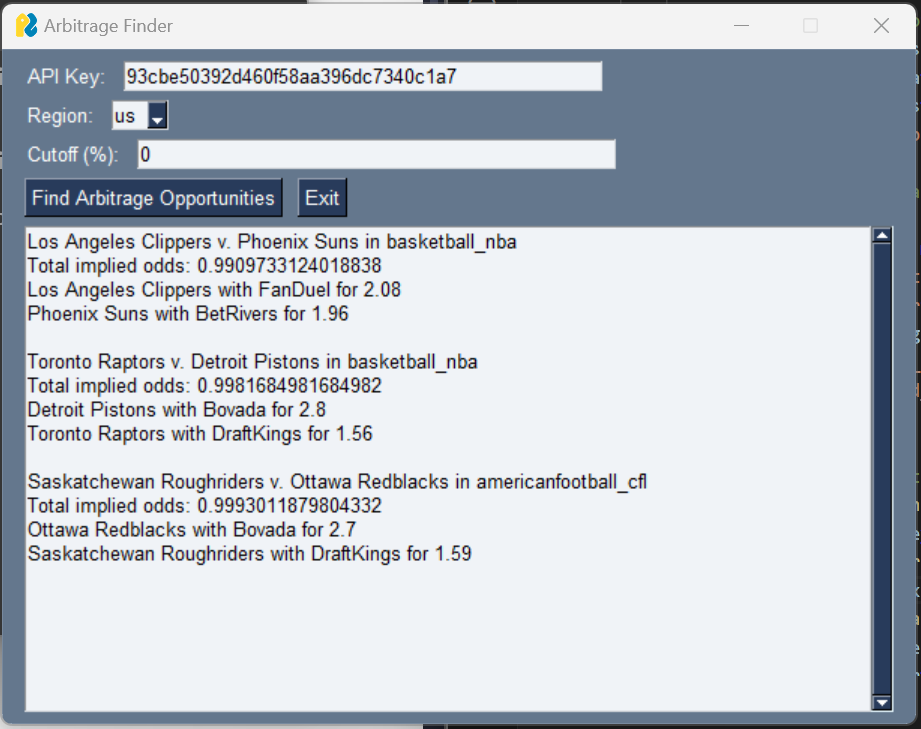 Arbitrage Finder
API Key: 93cbe50392d460f58aa396dc7340c1a7
Region: us
Cutoff (%): 0
Find Arbitrage Opportunities Exit
Los Angeles Clippers v. Phoenix Suns in basketball_nba
Total implied odds: 0.9909733124018838
Los Angeles Clippers with FanDuel for 2.08
Phoenix Suns with BetRivers for 1.96
Toronto Raptors v. Detroit Pistons in basketball_nba
Total implied odds: 0.9981684981684982
Detroit Pistons with Bovada for 2.8
Toronto Raptors with DraftKings for 1.56
Saskatchewan Roughriders v. Ottawa Redblacks in americanfootball_cfl
Total implied odds: 0.9993011879804332
Ottawa Redblacks with Bovada for 2.7
Saskatchewan Roughriders with DraftKings for 1.59